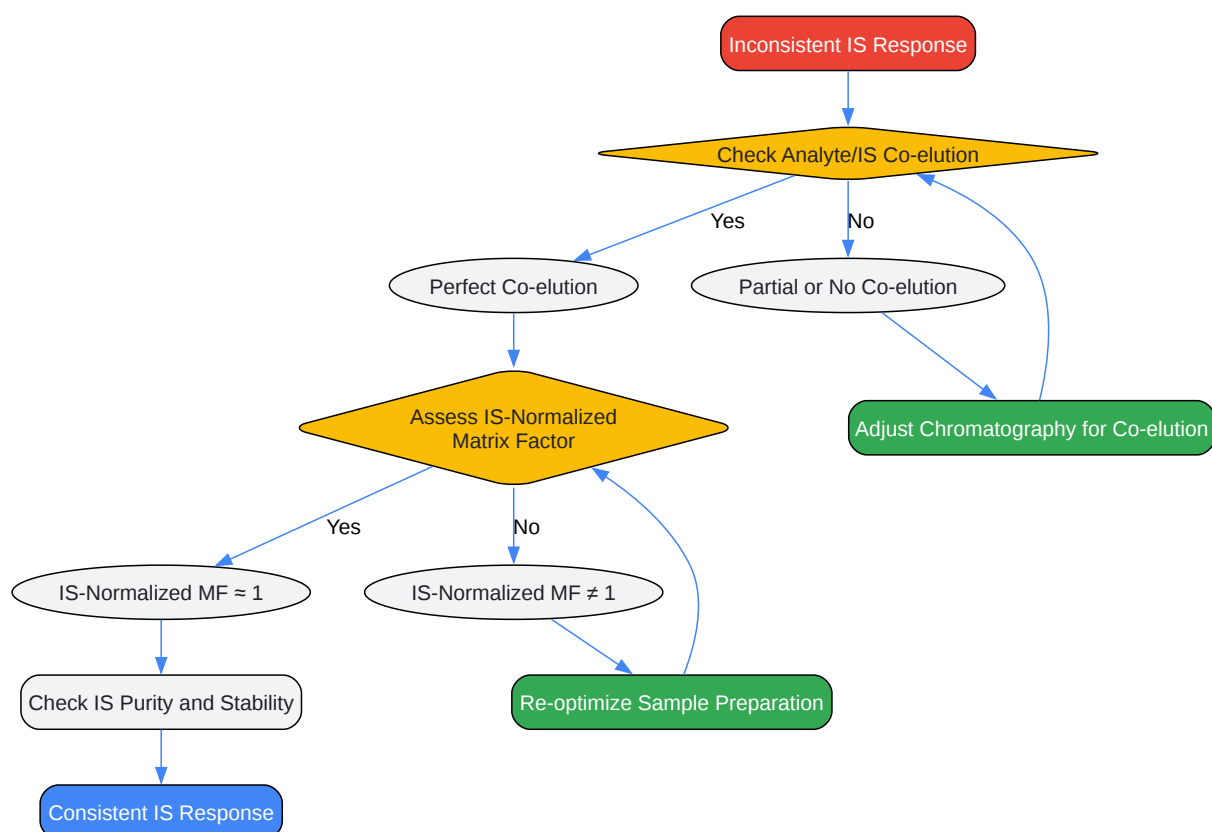 Inconsistent IS Response
Check Analyte/IS Co-elution
Yes
No
Perfect Co-elution
Partial or No Co-elution
Assess IS-Normalized
Matrix Factor
Adjust Chromatography for Co-elution
Yes
No
IS-Normalized MF ≈ 1
IS-Normalized MF ≠ 1
Check IS Purity and Stability
Re-optimize Sample Preparation
Consistent IS Response